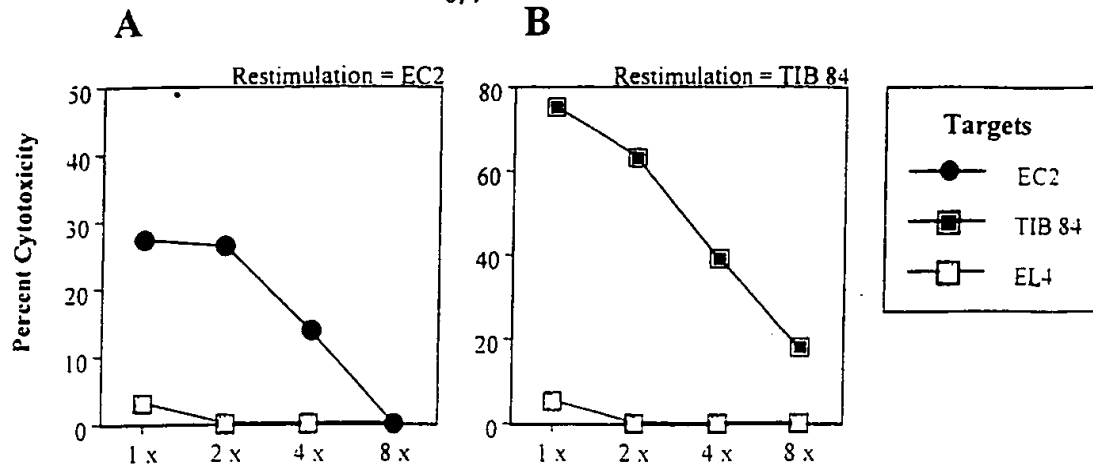 A
B
Restimulation = EC2
Restimulation = TIB 84
50
40
30
20
10
0
Percent Cytotoxicity
1 x
2 x
4 x
8 x
80
60
40
20
0
1 x
2 x
4 x
8 x
Targets
EC2
TIB 84
EL4